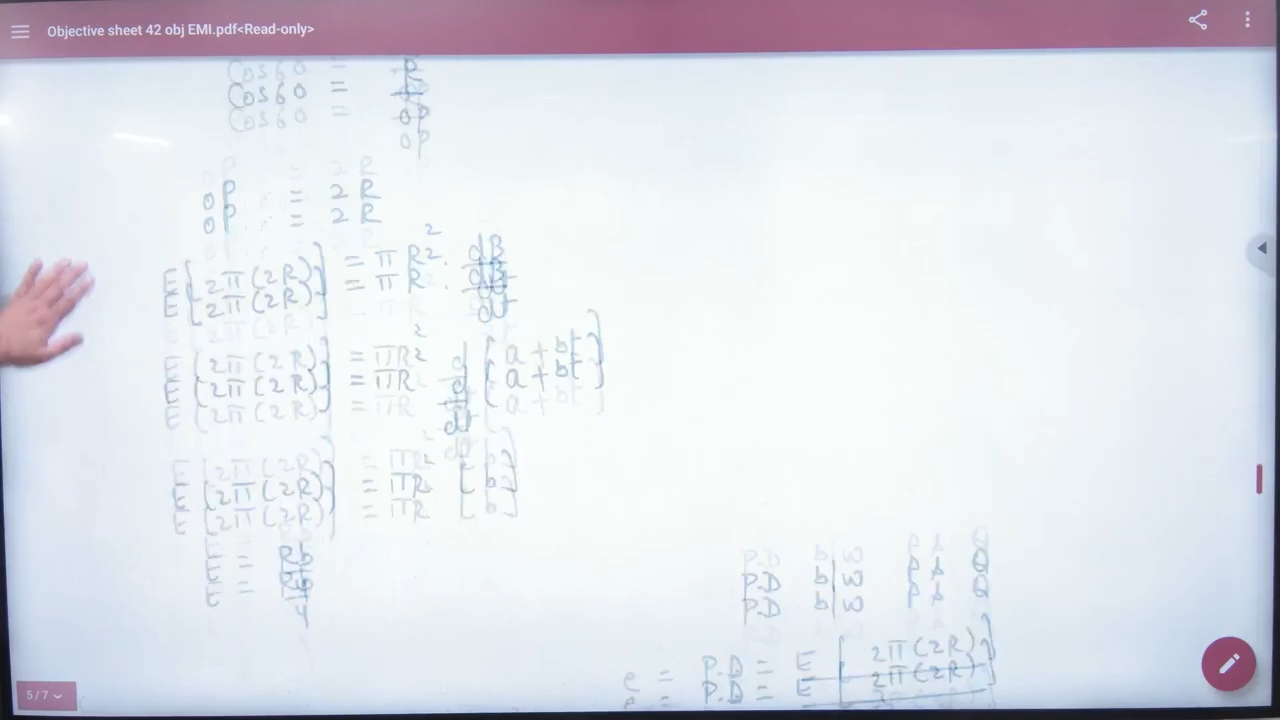 Objective sheet 42 obj EMI.pdf<Read-only>
Cos60 =
OP
OP = 2R
E[2π(2R)] = πR². dB/dt
E(2π(2R)) = πR² d/dt [a + bt]
E(2π(2R)) = πR² [b]
E = Rb/4
P.D b/w P & Q
e = P.D = E [2π(2R)]
5 / 7